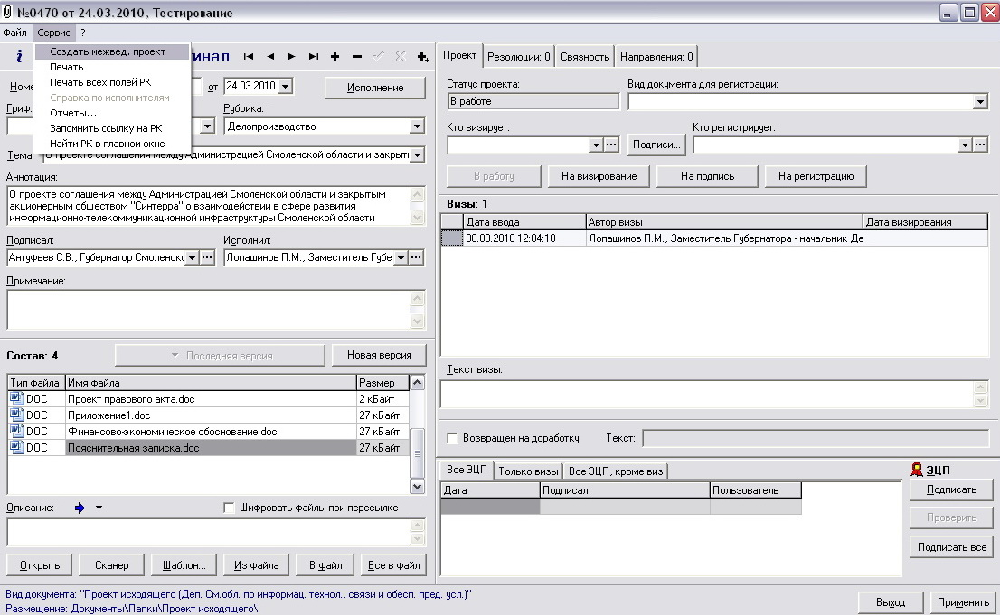 №0470 от 24.03.2010, Тестирование
Файл Сервис ?
Создать межвед. проект
Печать
Печать всех полей РК
Справка по исполнителям
Отчеты...
Запомнить ссылку на РК
Найти РК в главном окне
от 24.03.2010 Исполнение
Гриф: Рубрика:
Делопроизводство
Тема: О проекте соглашения между Администрацией Смоленской области и закрыт
Аннотация:
О проекте соглашения между Администрацией Смоленской области и закрытым
акционерным обществом "Синтерра" о взаимодействии в сфере развития
информационно-телекоммуникационной инфраструктуры Смоленской области
Подписал: Исполнил:
Антуфьев С.В., Губернатор Смоленско ... Лопашинов П.М., Заместитель Губе ...
Примечание:
Состав: 4 Последняя версия Новая версия
Тип файла Имя файла Размер
DOC Проект правового акта.doc 2 кБайт
DOC Приложение1.doc 27 кБайт
DOC Финансово-экономическое обоснование.doc 27 кБайт
DOC Пояснительная записка.doc 27 кБайт
Описание: Шифровать файлы при пересылке
Открыть Сканер Шаблон... Из файла В файл Все в файл
Проект Резолюции: 0 Связность Направления: 0
Статус проекта: Вид документа для регистрации:
В работе
Кто визирует: Кто регистрирует:
... Подписи... ...
В работу На визирование На подпись На регистрацию
Визы: 1
Дата ввода Автор визы Дата визирования
30.03.2010 12:04:10 Лопашинов П.М., Заместитель Губернатора - начальник Де
Текст визы:
Возвращен на доработку Текст:
Все ЭЦП Только визы Все ЭЦП, кроме виз
Дата Подписал Пользователь
ЭЦП
Подписать
Проверить
Подписать все
Вид документа: "Проект исходящего (Деп. См.обл. по информац. технол., связи и обесп. пред. усл.)"
Размещение: Документы\Папки\Проект исходящего\
Выход Применить